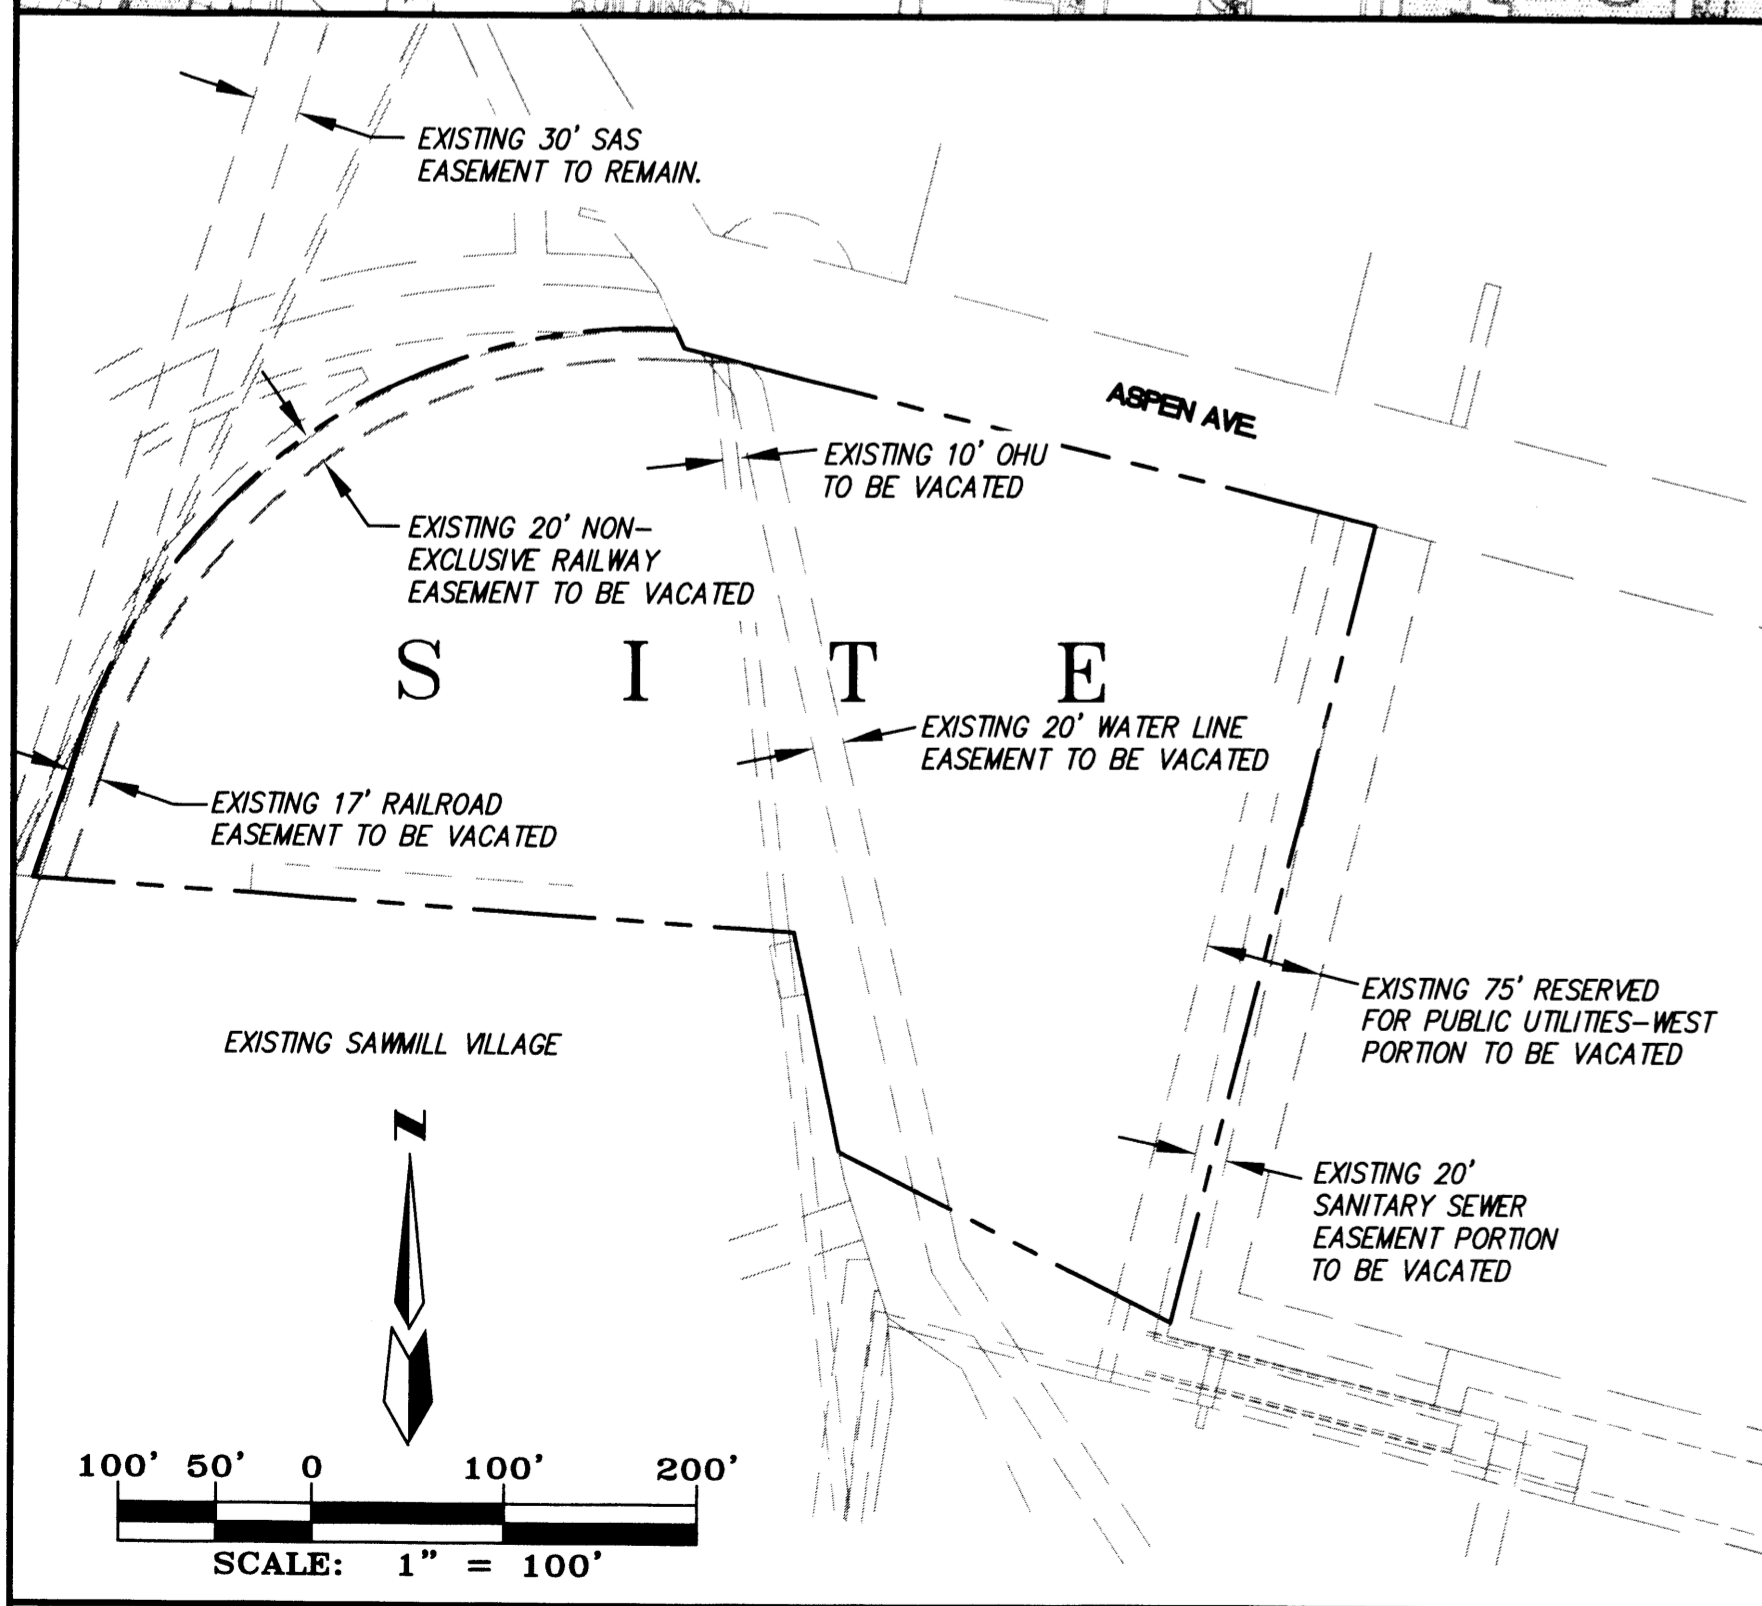 EXISTING 30' SAS
EASEMENT TO REMAIN.
ASPEN AVE.
EXISTING 10' OHU
TO BE VACATED
EXISTING 20' NON-
EXCLUSIVE RAILWAY
EASEMENT TO BE VACATED
S I T E
EXISTING 20' WATER LINE
EASEMENT TO BE VACATED
EXISTING 17' RAILROAD
EASEMENT TO BE VACATED
EXISTING 75' RESERVED
FOR PUBLIC UTILITIES-WEST
PORTION TO BE VACATED
EXISTING SAWMILL VILLAGE
N
EXISTING 20'
SANITARY SEWER
EASEMENT PORTION
TO BE VACATED
100' 50' 0 100' 200'
SCALE: 1" = 100'